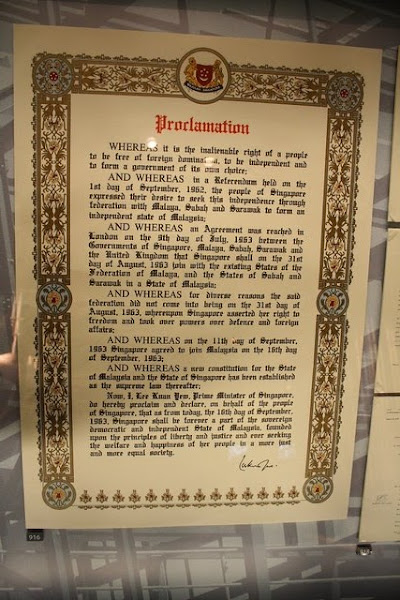 Proclamation
WHEREAS it is the inalienable right of a people
to be free of foreign domination, to be independent and
to form a government of its own choice;
AND WHEREAS in a Referendum held on the
1st day of September, 1962, the people of Singapore
expressed their desire to seek this independence through
federation with Malaya, Sabah and Sarawak to form an
independent state of Malaysia;
AND WHEREAS an Agreement was reached in
London on the 9th day of July, 1963 between the
Governments of Singapore, Malaya, Sabah, Sarawak and
the United Kingdom that Singapore shall on the 31st
day of August, 1963 join with the existing States of the
Federation of Malaya, and the States of Sabah and
Sarawak in a State of Malaysia;
AND WHEREAS for diverse reasons the said
federation did not come into being on the 31st day of
August, 1963, whereupon Singapore asserted her right to
freedom and took over powers over defence and foreign
affairs;
AND WHEREAS on the 11th day of September,
1963 Singapore agreed to join Malaysia on the 16th day
of September, 1963;
AND WHEREAS a new constitution for the State
of Malaysia and the State of Singapore has been established
as the supreme law thereafter;
Now, I, Lee Kuan Yew, Prime Minister of Singapore,
do hereby proclaim and declare, on behalf of the people
of Singapore, that as from today, the 16th day of September,
1963, Singapore shall be forever a part of the sovereign
democratic and independent State of Malaysia, founded
upon the principles of liberty and justice and ever seeking
the welfare and happiness of her people in a more just
and more equal society.
916